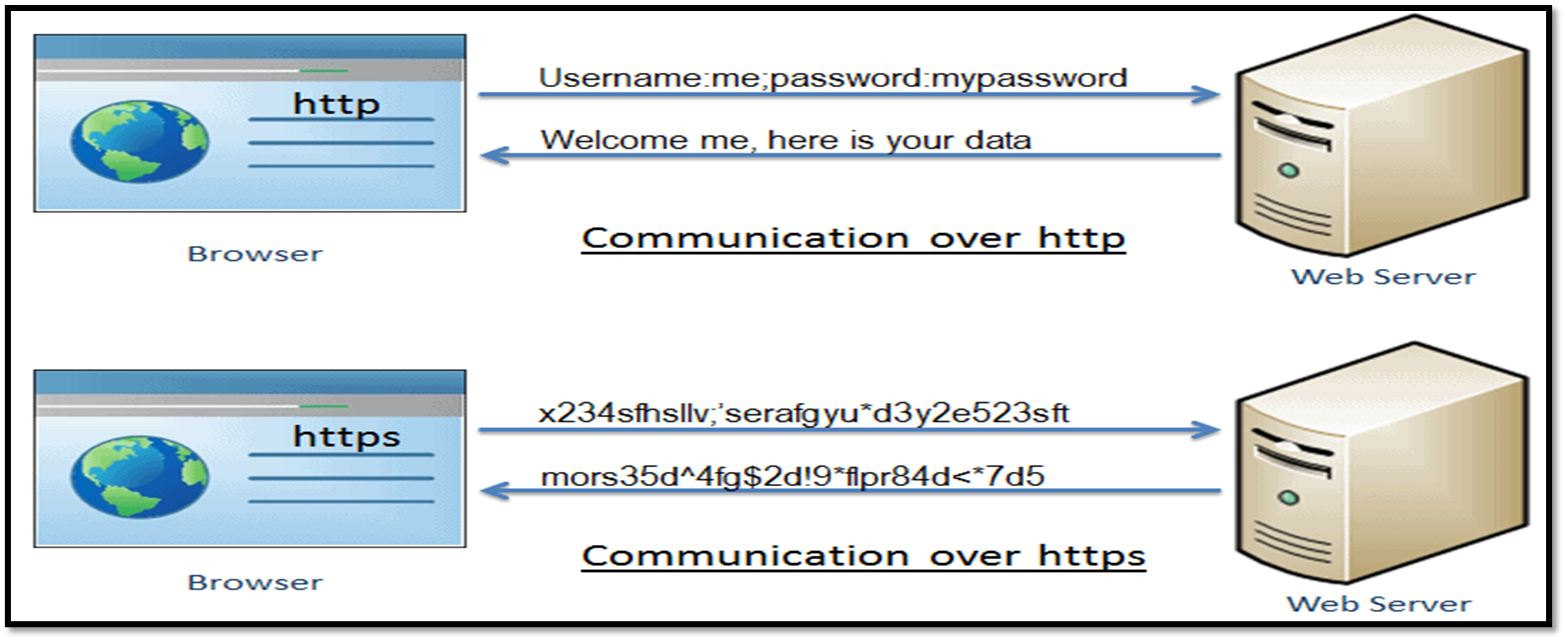 http
Username:me;password:mypassword
Welcome me, here is your data
Communication over http
Browser
Web Server
https
x234sfhsllv;’serafgyu*d3y2e523sft
mors35d^4fg$2d!9*flpr84d<*7d5
Communication over https
Browser
Web Server